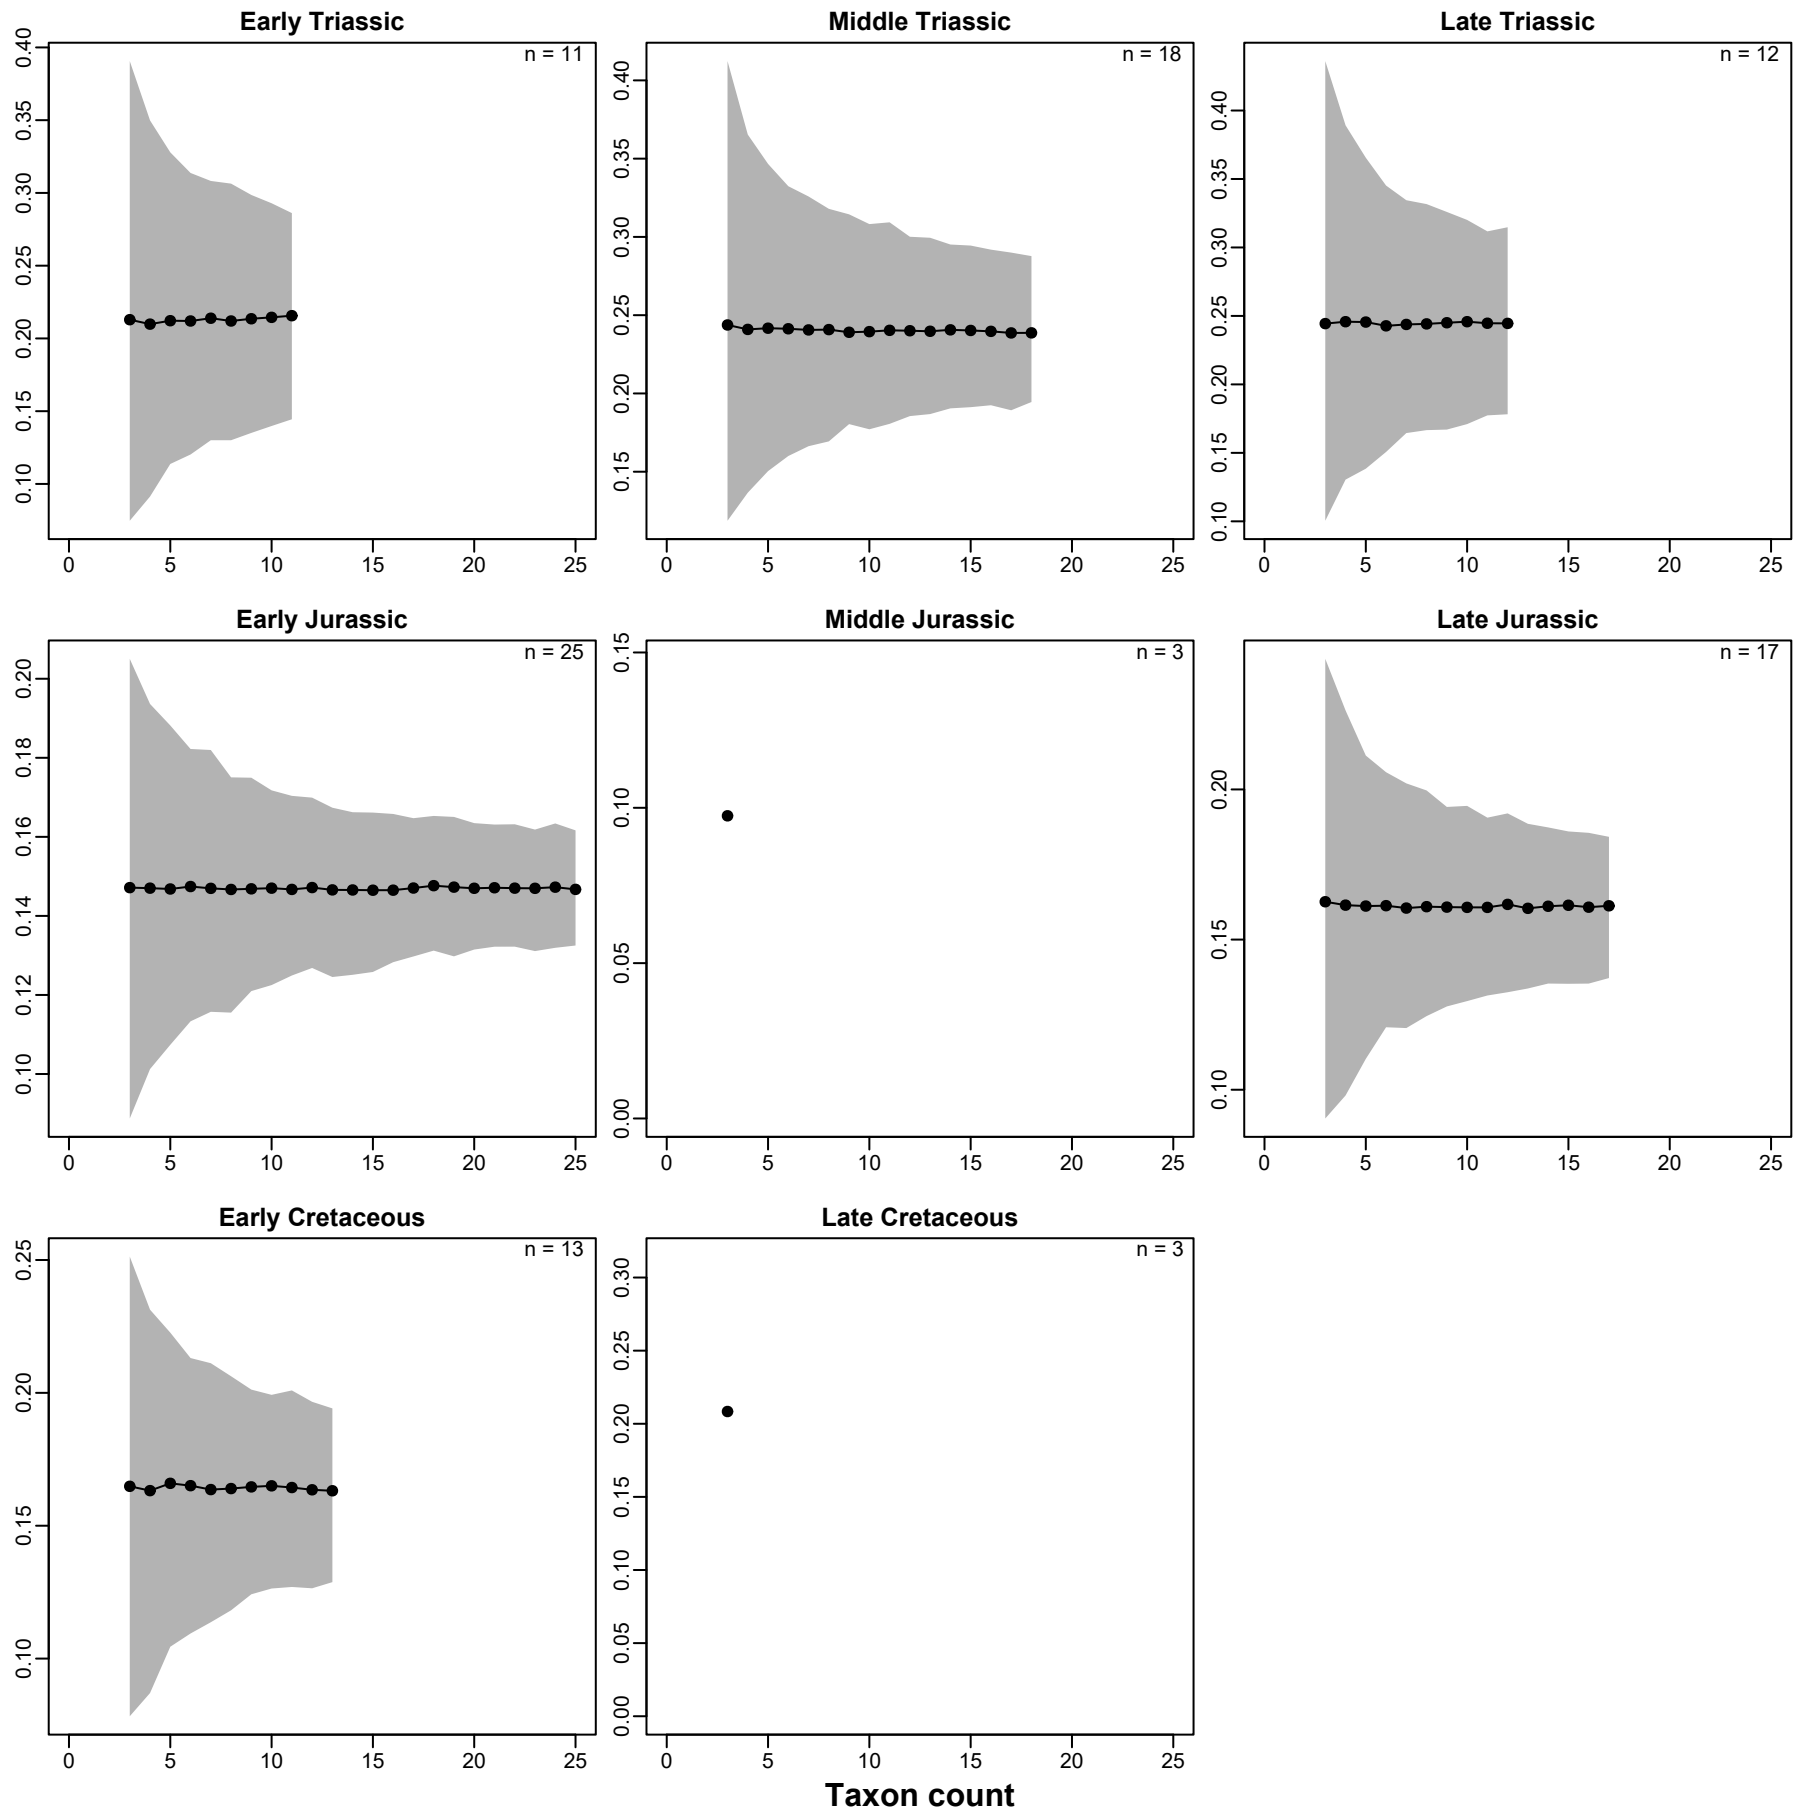 Early Triassic
n = 11
0.40
0.35
0.30
0.25
0.20
0.15
0.10
0 5 10 15 20 25
Middle Triassic
n = 18
0.40
0.35
0.30
0.25
0.20
0.15
0 5 10 15 20 25
Late Triassic
n = 12
0.40
0.35
0.30
0.25
0.20
0.15
0.10
0 5 10 15 20 25
Early Jurassic
n = 25
0.20
0.18
0.16
0.14
0.12
0.10
0 5 10 15 20 25
Middle Jurassic
n = 3
0.15
0.10
0.05
0.00
0 5 10 15 20 25
Late Jurassic
n = 17
0.20
0.15
0.10
0 5 10 15 20 25
Early Cretaceous
n = 13
0.25
0.20
0.15
0.10
0 5 10 15 20 25
Late Cretaceous
n = 3
0.30
0.25
0.20
0.15
0.10
0.05
0.00
0 5 10 15 20 25
Taxon count